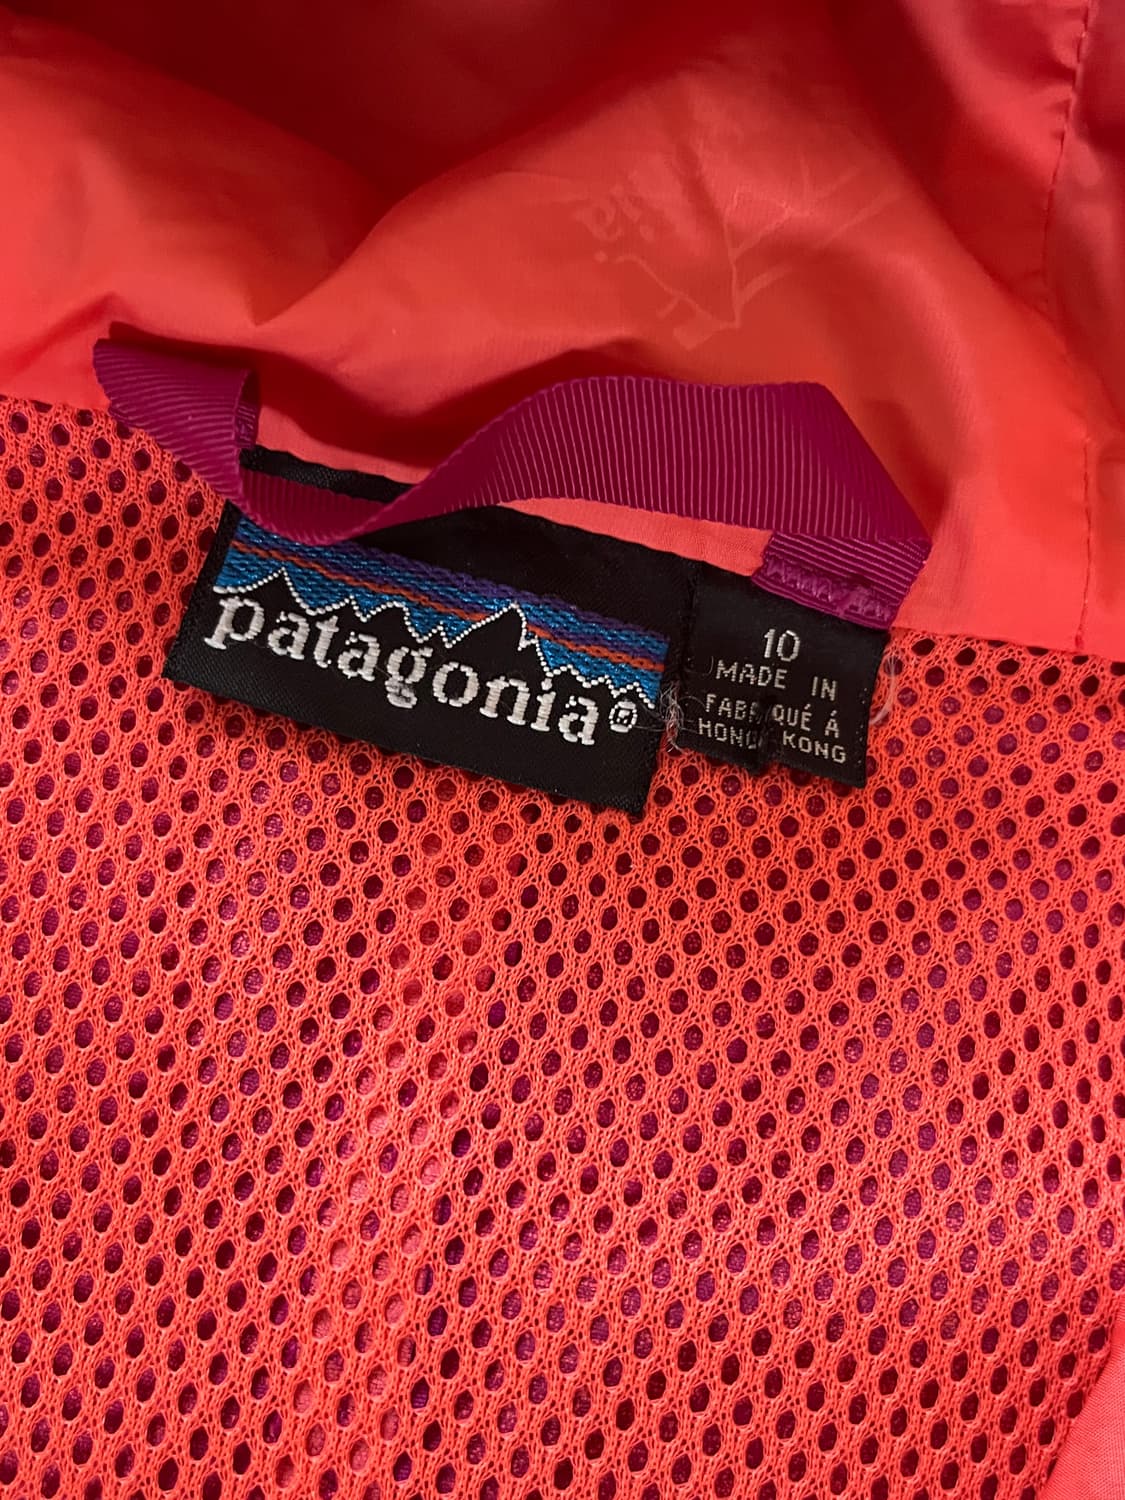 patagonia®
10
MADE IN
FABRIQUÉ À
HONG KONG